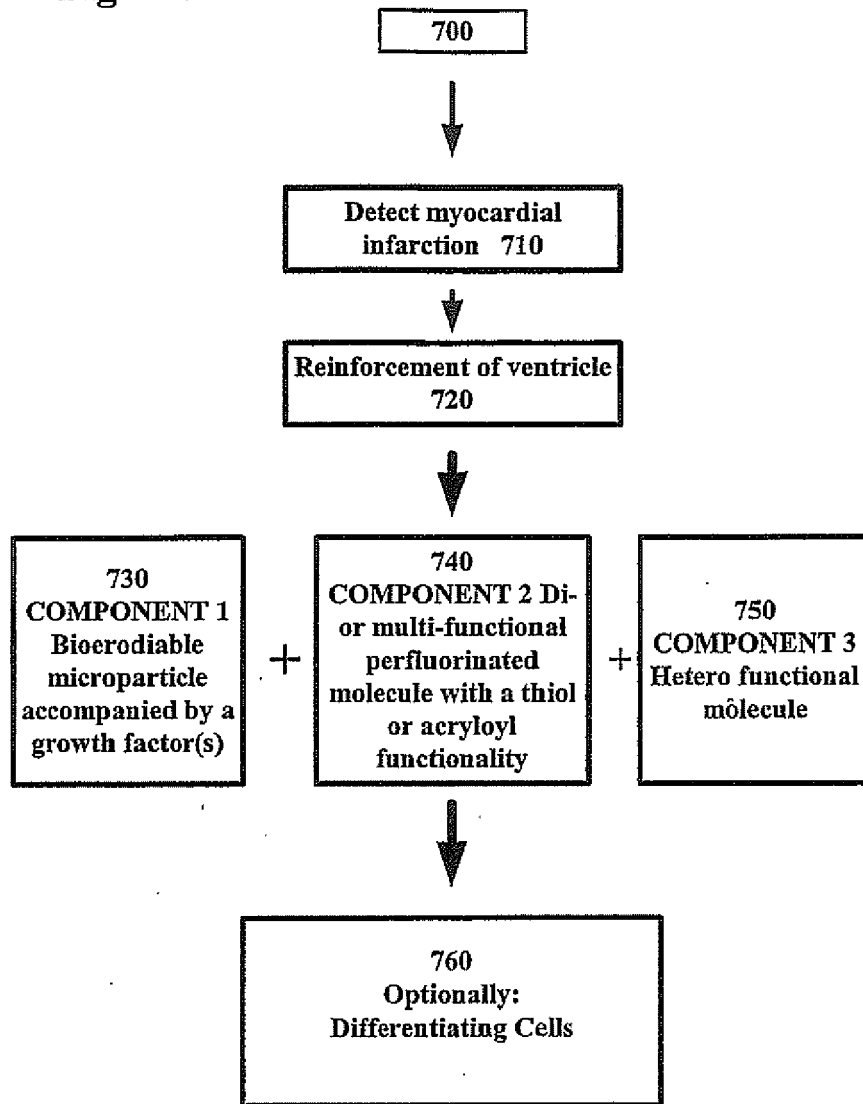 700
Detect myocardial
infarction 710
Reinforcement of ventricle
720
730
COMPONENT 1
Bioerodiable
microparticle
accompanied by a
growth factor(s)
+
740
COMPONENT 2 Di-
or multi-functional
perfluorinated
molecule with a thiol
or acryloyl
functionality
+
750
COMPONENT 3
Hetero functional
molecule
760
Optionally:
Differentiating Cells